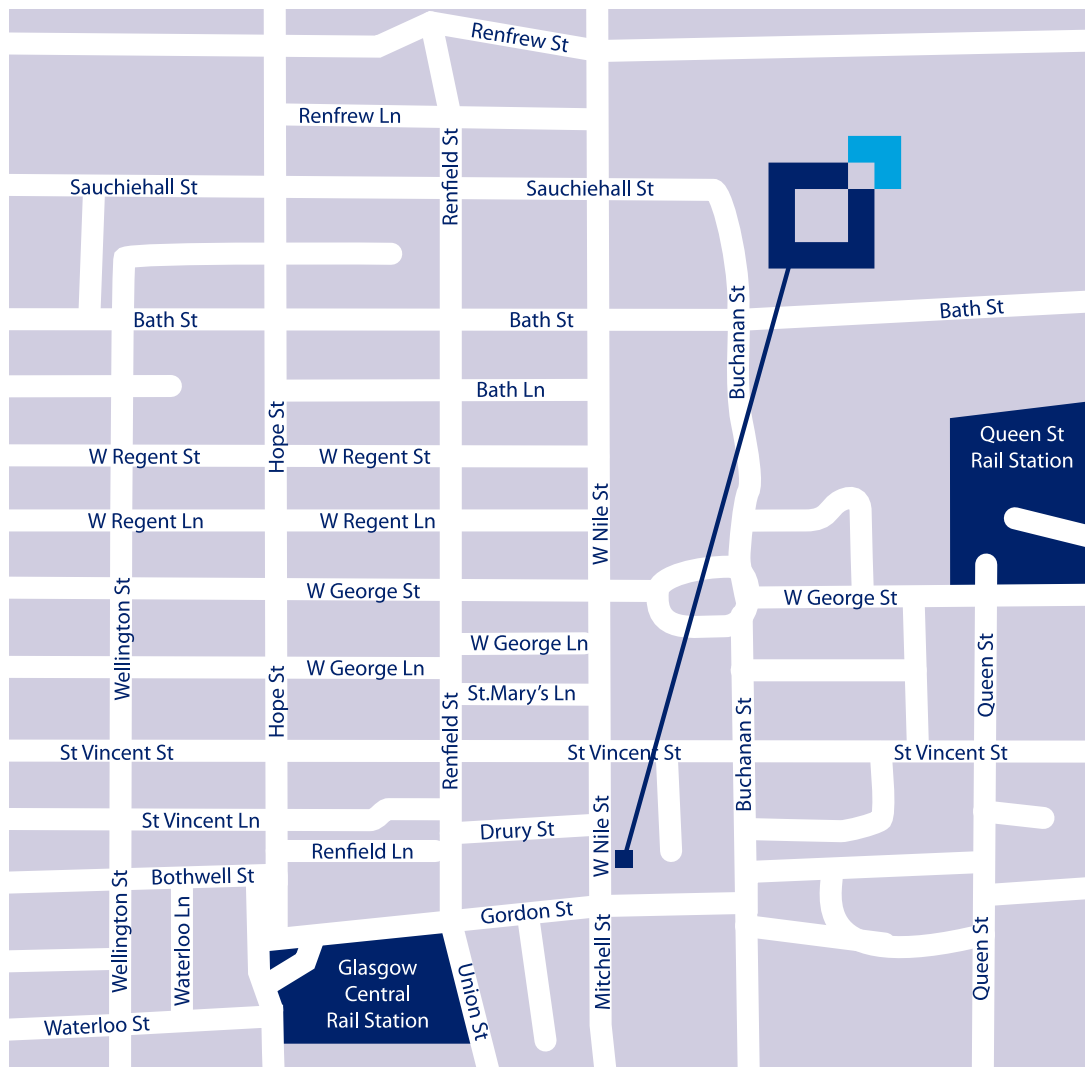 Renfrew St
Renfrew Ln
Renfield St
Sauchiehall St
Sauchiehall St
Buchanan St
Bath St
Bath St
Bath St
Bath Ln
Hope St
Queen St
Rail Station
W Regent St
W Regent St
W Nile St
W Regent Ln
W Regent Ln
Wellington St
W George St
W George St
W George Ln
Queen St
W George Ln
Hope St
St.Mary's Ln
Renfield St
Buchanan St
St Vincent St
St Vincent St
St Vincent St
W Nile St
St Vincent Ln
Drury St
Renfield Ln
Bothwell St
Wellington St
Waterloo Ln
Gordon St
Mitchell St
Queen St
Glasgow
Central
Rail Station
Union St
Waterloo St